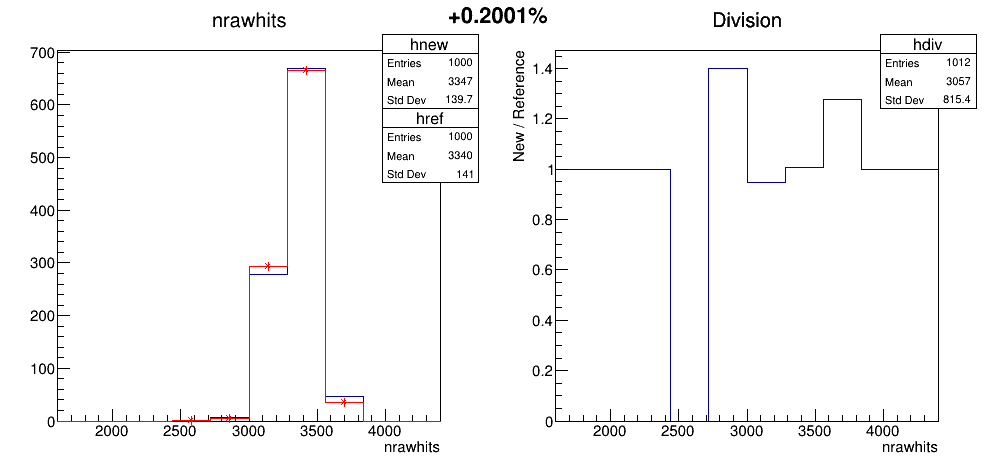 +0.2001%
nrawhits
hnew
Entries 1000
Mean 3347
Std Dev 139.7
href
Entries 1000
Mean 3340
Std Dev 141
700
600
500
400
300
200
100
0
2000 2500 3000 3500 4000
nrawhits
Division
hdiv
Entries 1012
Mean 3057
Std Dev 815.4
New / Reference
1.4
1.2
1
0.8
0.6
0.4
0.2
0
2000 2500 3000 3500 4000
nrawhits